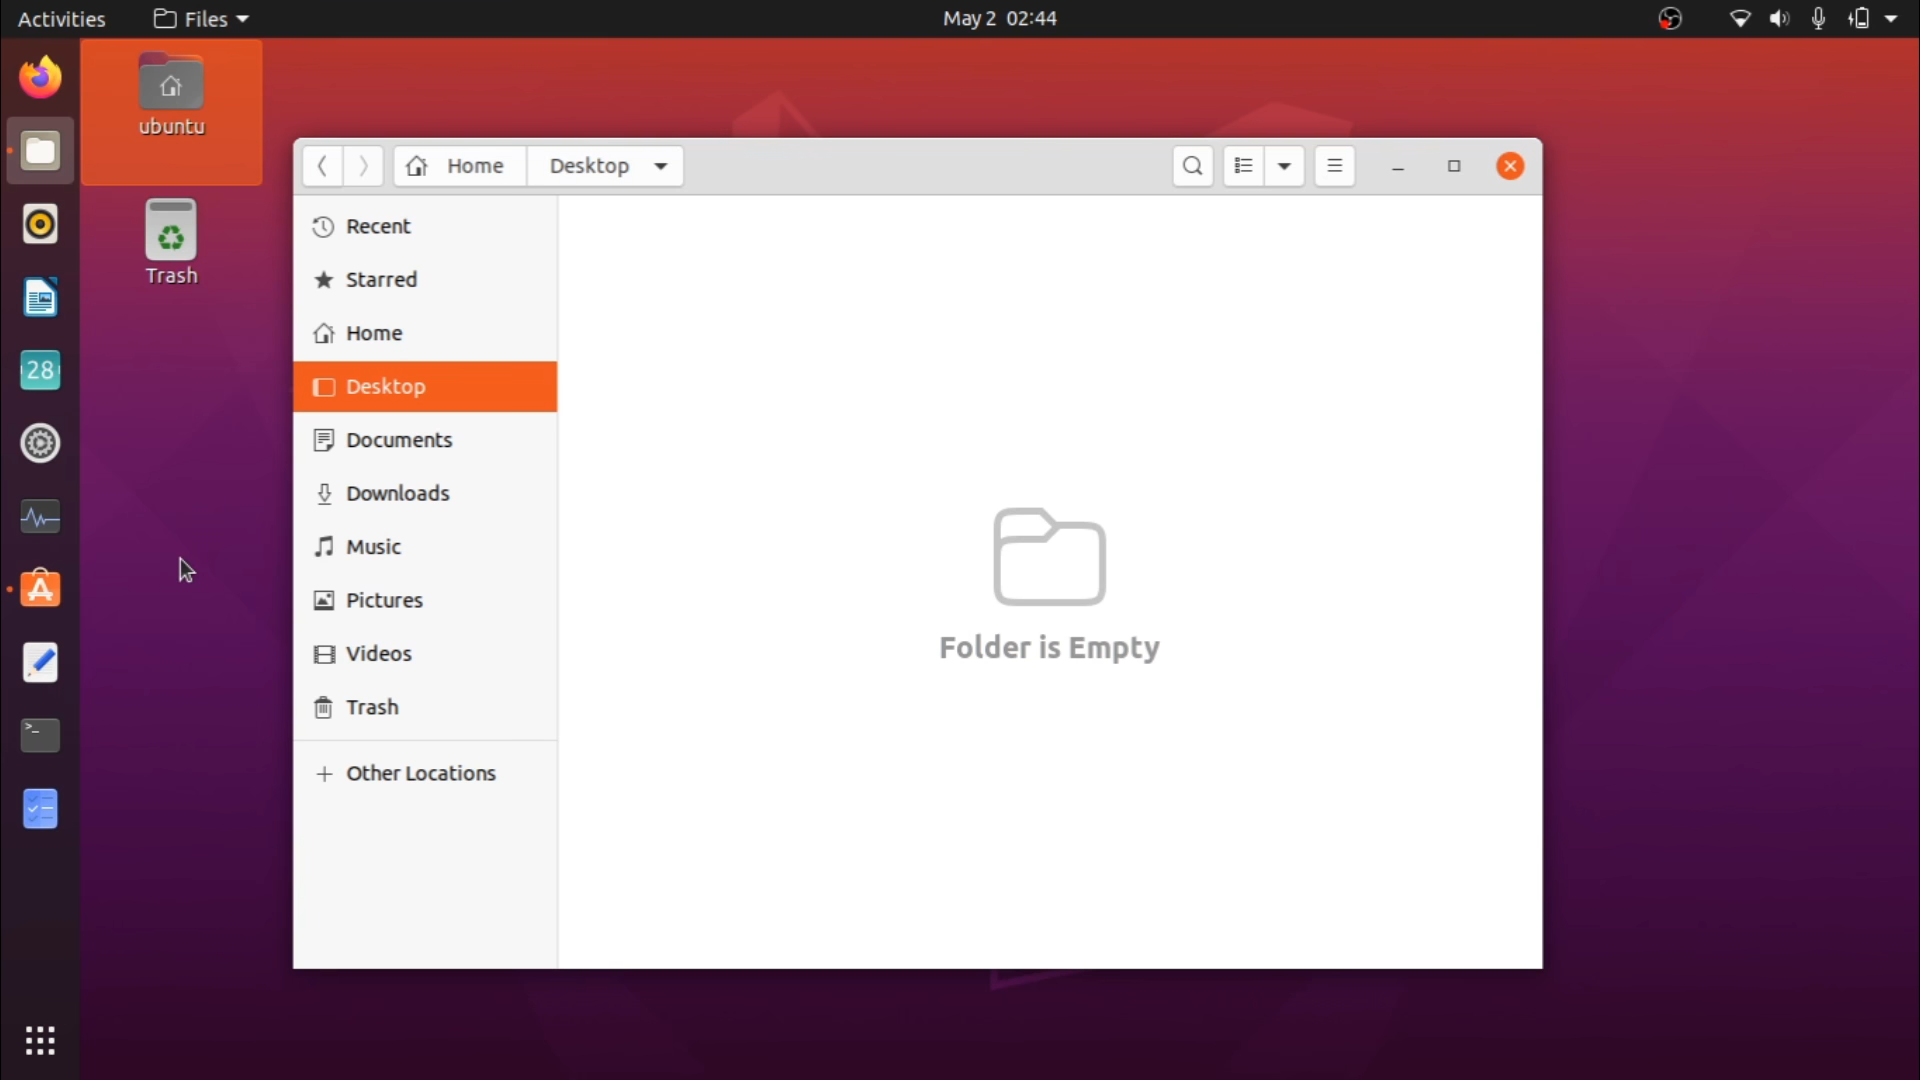 Activities
Files
May 2 02:44
ubuntu
Trash
28
>_
Home
Desktop
Recent
Starred
Home
Desktop
Documents
Downloads
Music
Pictures
Videos
Trash
Other Locations
Folder is Empty